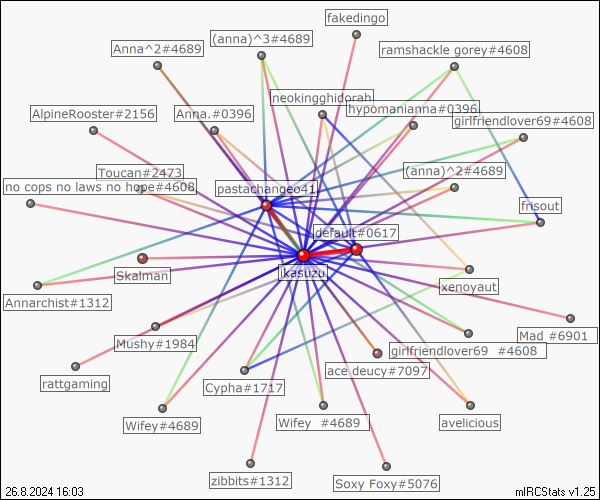 fakedingo
(anna)^3#4689
Anna^2#4689
ramshackle gorey#4608
neokingghidorah
hypomanianna#0396
AlpineRooster#2156
Anna.#0396
girlfriendlover69#4608
Toucan#2473
(anna)^2#4689
no cops no laws no hope#4608
pastachangeo41
frisout
default#0617
Skalman
ikasuzu
xenoyaut
Annarchist#1312
Mad #6901
Mushy#1984
girlfriendlover69 #4608
ace deucy#7097
rattgaming
Cypha#1717
Wifey#4689
Wifey #4689
avelicious
zibbits#1312
Soxy Foxy#5076
26.8.2024 16:03
mIRCStats v1.25